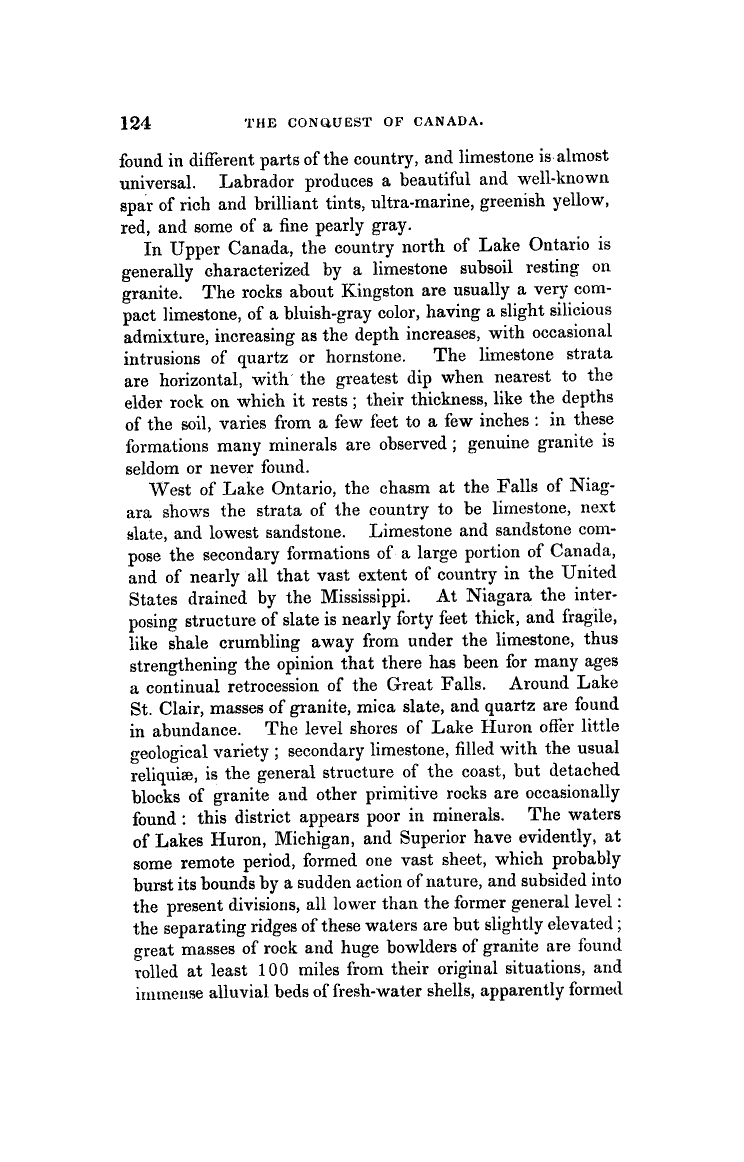 124 THE CONQUEST OF CANADA.
found in different parts of the country, and limestone is almost
universal. Labrador produces a beautiful and well-known
spar of rich and brilliant tints, ultra-marine, greenish yellow,
red, and some of a fine pearly gray.
In Upper Canada, the country north of Lake Ontario is
generally characterized by a limestone subsoil resting on
granite. The rocks about Kingston are usually a very com-
pact limestone, of a bluish-gray color, having a slight silicious
admixture, increasing as the depth increases, with occasional
intrusions of quartz or hornstone. The limestone strata
are horizontal, with the greatest dip when nearest to the
elder rock on which it rests; their thickness, like the depths
of the soil, varies from a few feet to a few inches: in these
formations many minerals are observed; genuine granite is
seldom or never found.
West of Lake Ontario, the chasm at the Falls of Niag-
ara shows the strata of the country to be limestone, next
slate, and lowest sandstone. Limestone and sandstone com-
pose the secondary formations of a large portion of Canada,
and of nearly all that vast extent of country in the United
States drained by the Mississippi. At Niagara the inter-
posing structure of slate is nearly forty feet thick, and fragile,
like shale crumbling away from under the limestone, thus
strengthening the opinion that there has been for many ages
a continual retrocession of the Great Falls. Around Lake
St. Clair, masses of granite, mica slate, and quartz are found
in abundance. The level shores of Lake Huron offer little
geological variety; secondary limestone, filled with the usual
reliquiæ, is the general structure of the coast, but detached
blocks of granite and other primitive rocks are occasionally
found: this district appears poor in minerals. The waters
of Lakes Huron, Michigan, and Superior have evidently, at
some remote period, formed one vast sheet, which probably
burst its bounds by a sudden action of nature, and subsided into
the present divisions, all lower than the former general level:
the separating ridges of these waters are but slightly elevated;
great masses of rock and huge bowlders of granite are found
rolled at least 100 miles from their original situations, and
immense alluvial beds of fresh-water shells, apparently formed